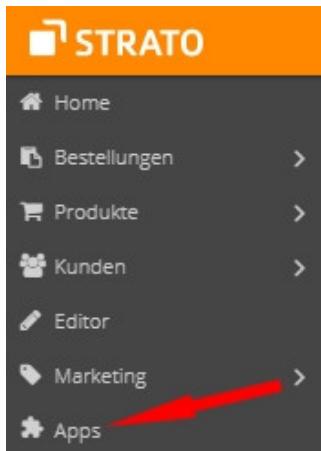 STRATO
Home
Bestellungen
Produkte
Kunden
Editor
Marketing
Apps